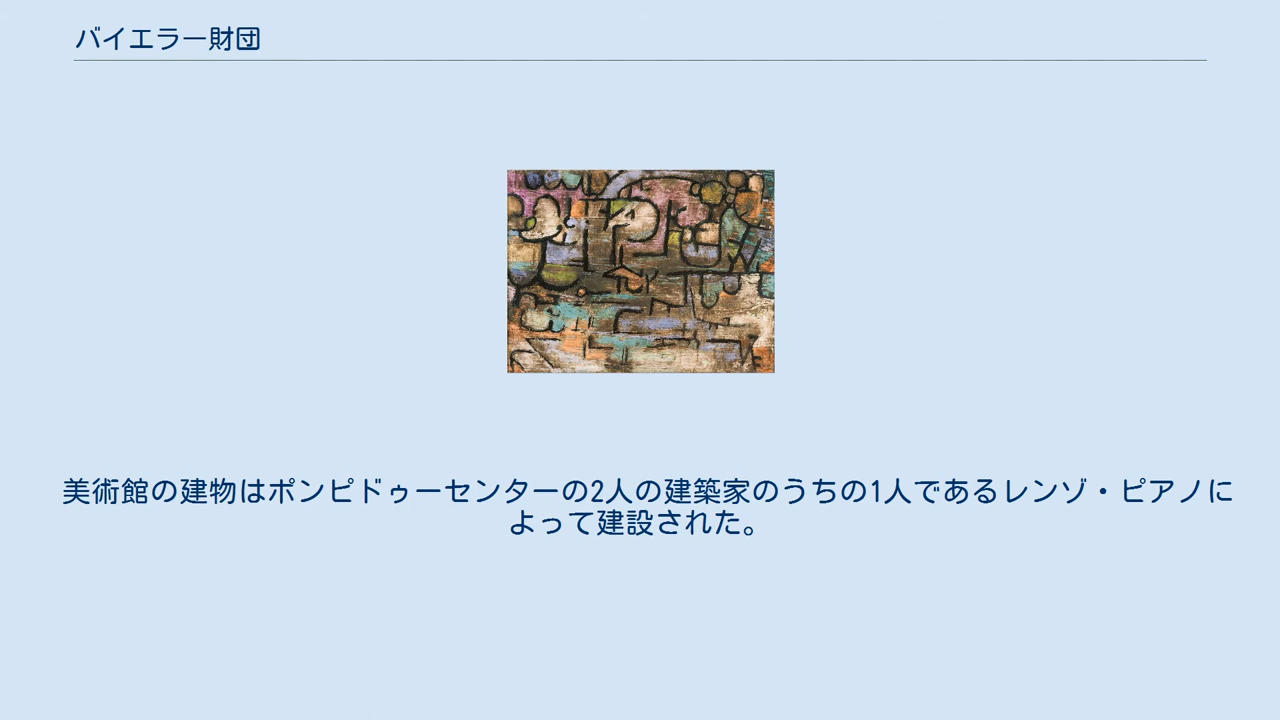 バイエラー財団
美術館の建物はポンピドゥーセンターの2人の建築家のうちの1人であるレンゾ・ピアノに
よって建設された。